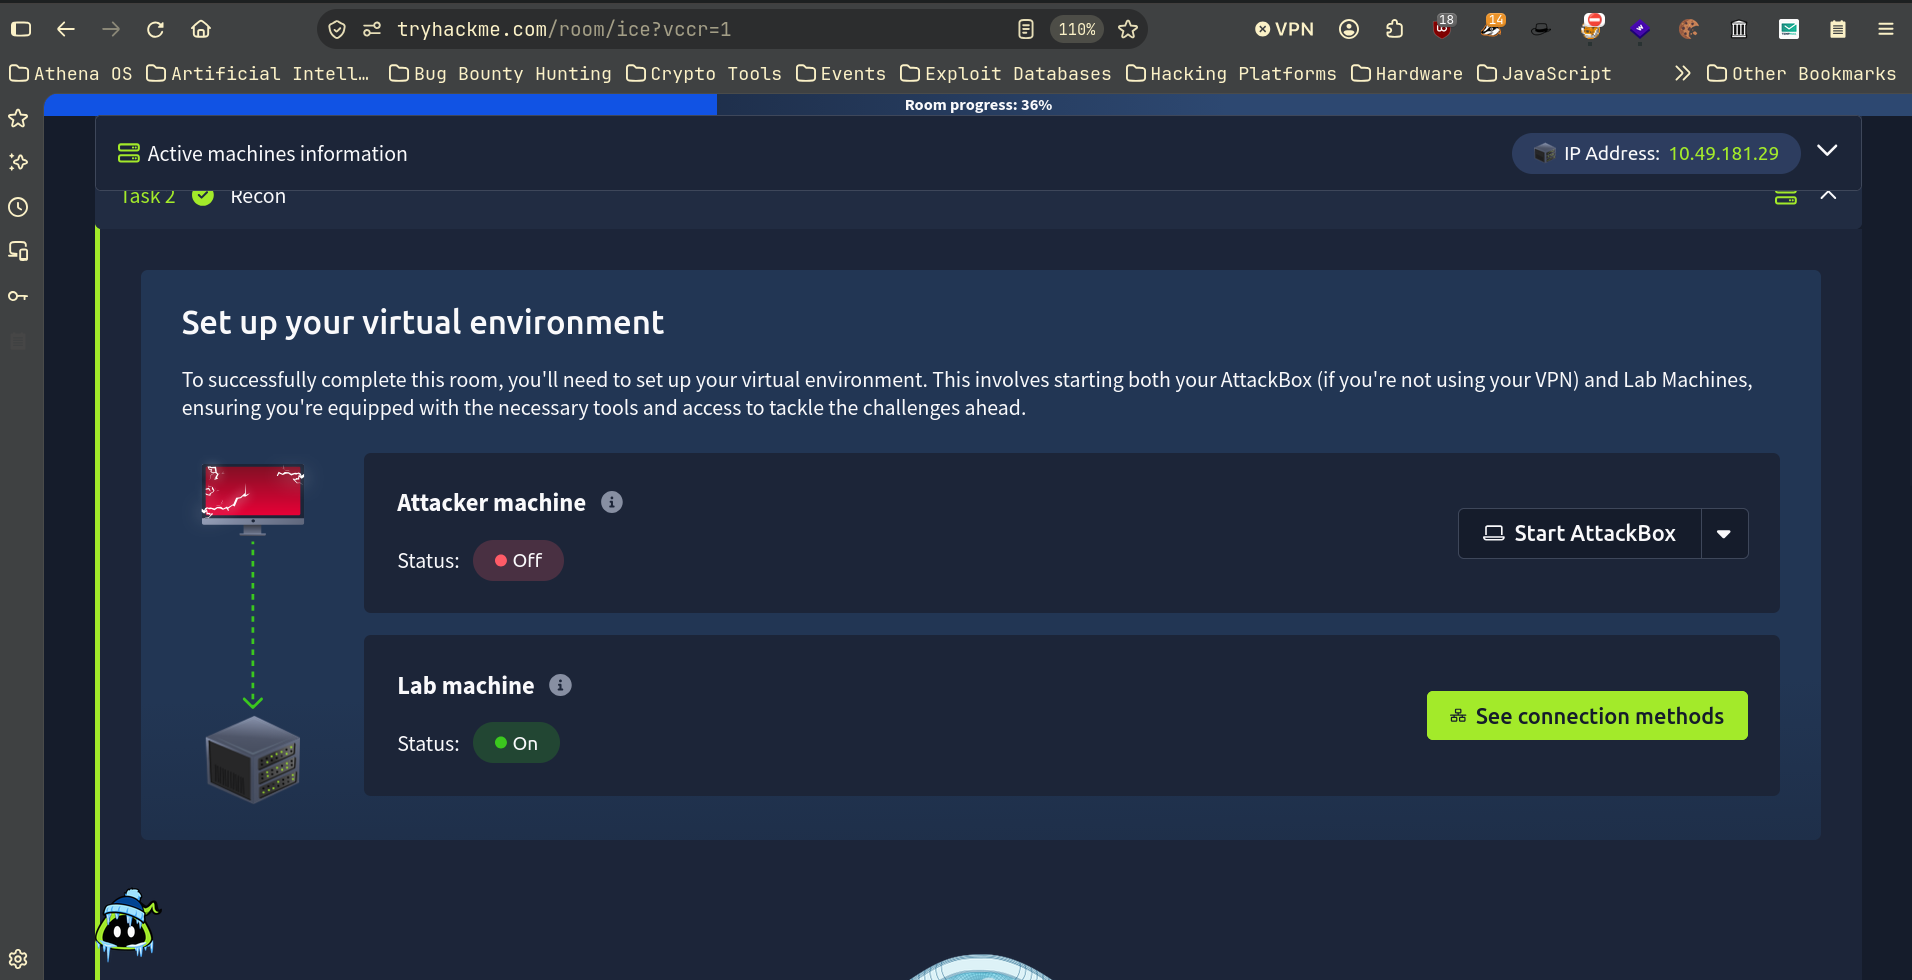 tryhackme.com/room/ice?vccr=1
110%
VPN
18
14
Athena OS
Artificial Intell…
Bug Bounty Hunting
Crypto Tools
Events
Exploit Databases
Hacking Platforms
Hardware
JavaScript
Other Bookmarks
Room progress: 36%
Active machines information
IP Address: 10.49.181.29
Task 2
Recon
Set up your virtual environment
To successfully complete this room, you'll need to set up your virtual environment. This involves starting both your AttackBox (if you're not using your VPN) and Lab Machines,
ensuring you're equipped with the necessary tools and access to tackle the challenges ahead.
Attacker machine
Status: Off
Start AttackBox
Lab machine
Status: On
See connection methods